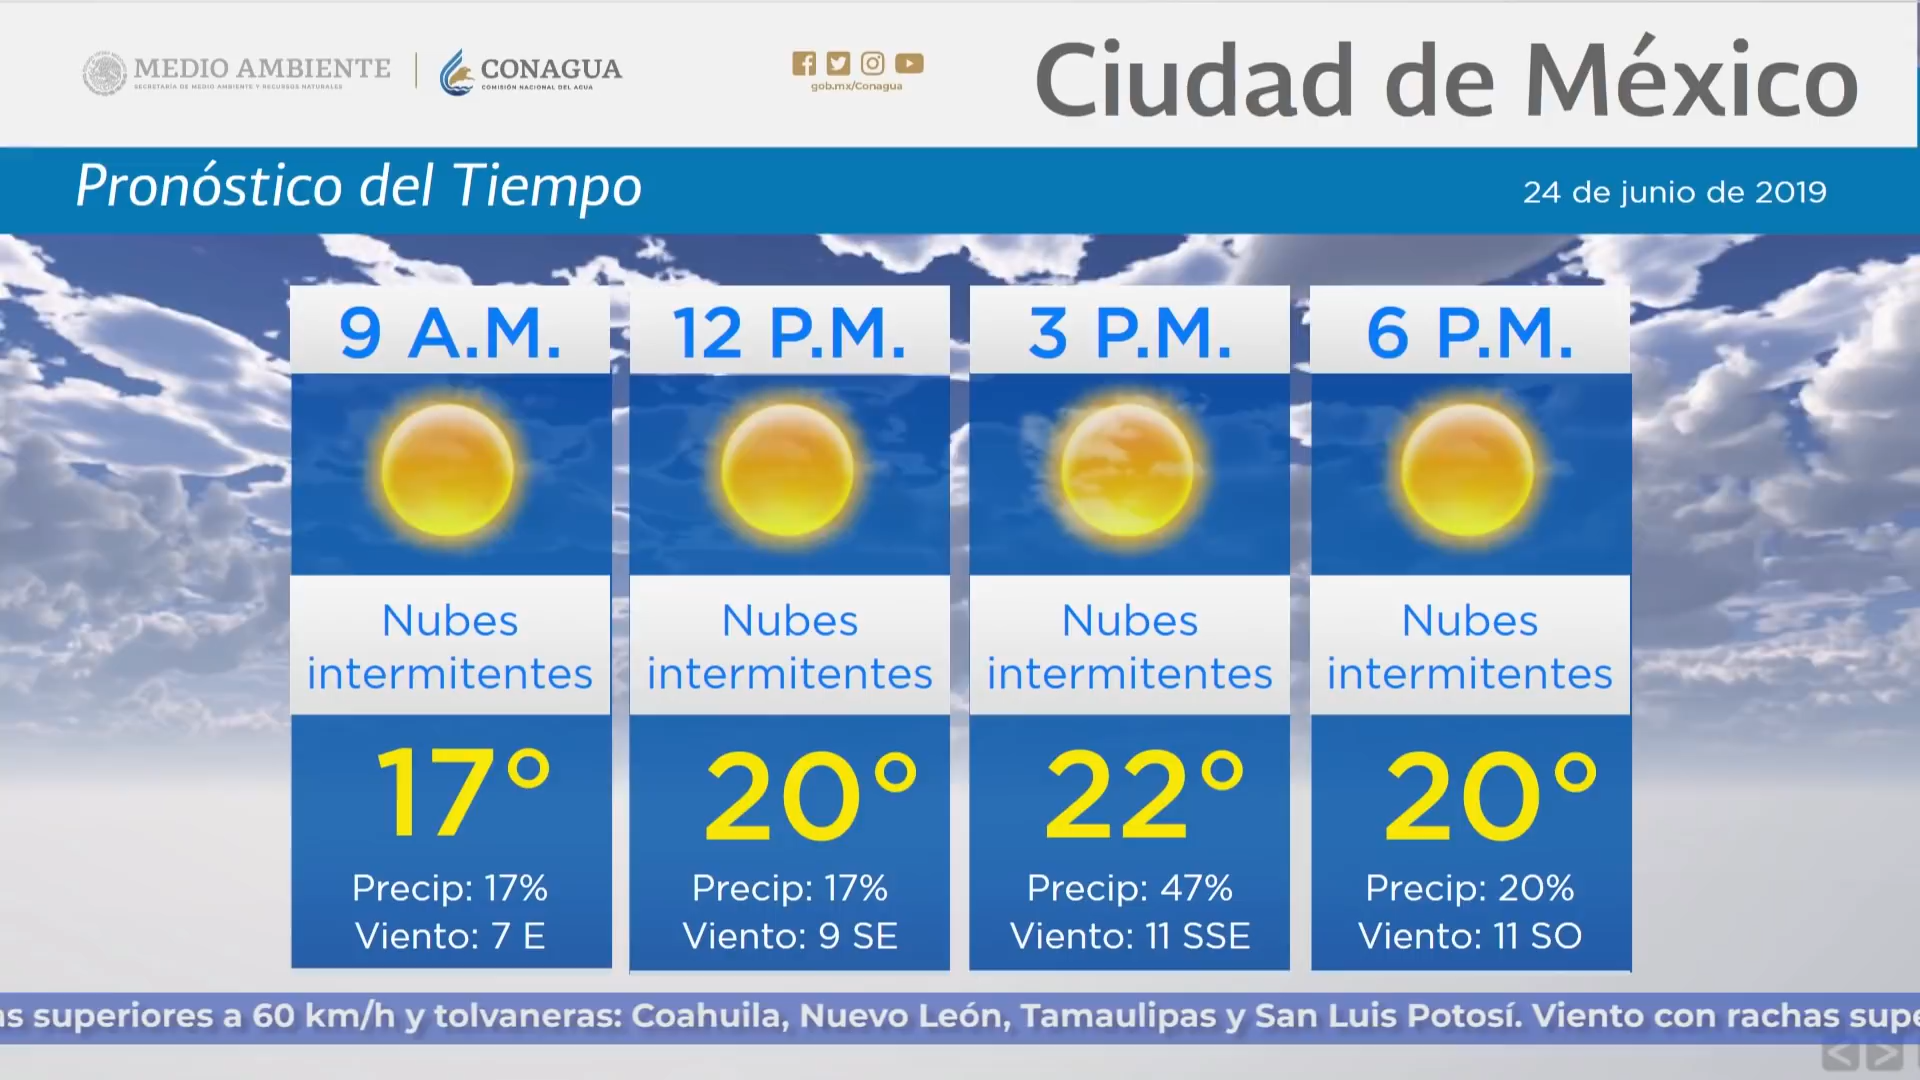 MEDIO AMBIENTE
SECRETARÍA DE MEDIO AMBIENTE Y RECURSOS NATURALES
CONAGUA
COMISIÓN NACIONAL DEL AGUA
gob.mx/Conagua
Ciudad de México
Pronóstico del Tiempo
24 de junio de 2019
9 A.M.
Nubes
intermitentes
17°
Precip: 17%
Viento: 7 E
12 P.M.
Nubes
intermitentes
20°
Precip: 17%
Viento: 9 SE
3 P.M.
Nubes
intermitentes
22°
Precip: 47%
Viento: 11 SSE
6 P.M.
Nubes
intermitentes
20°
Precip: 20%
Viento: 11 SO
as superiores a 60 km/h y tolvaneras: Coahuila, Nuevo León, Tamaulipas y San Luis Potosí. Viento con rachas supe